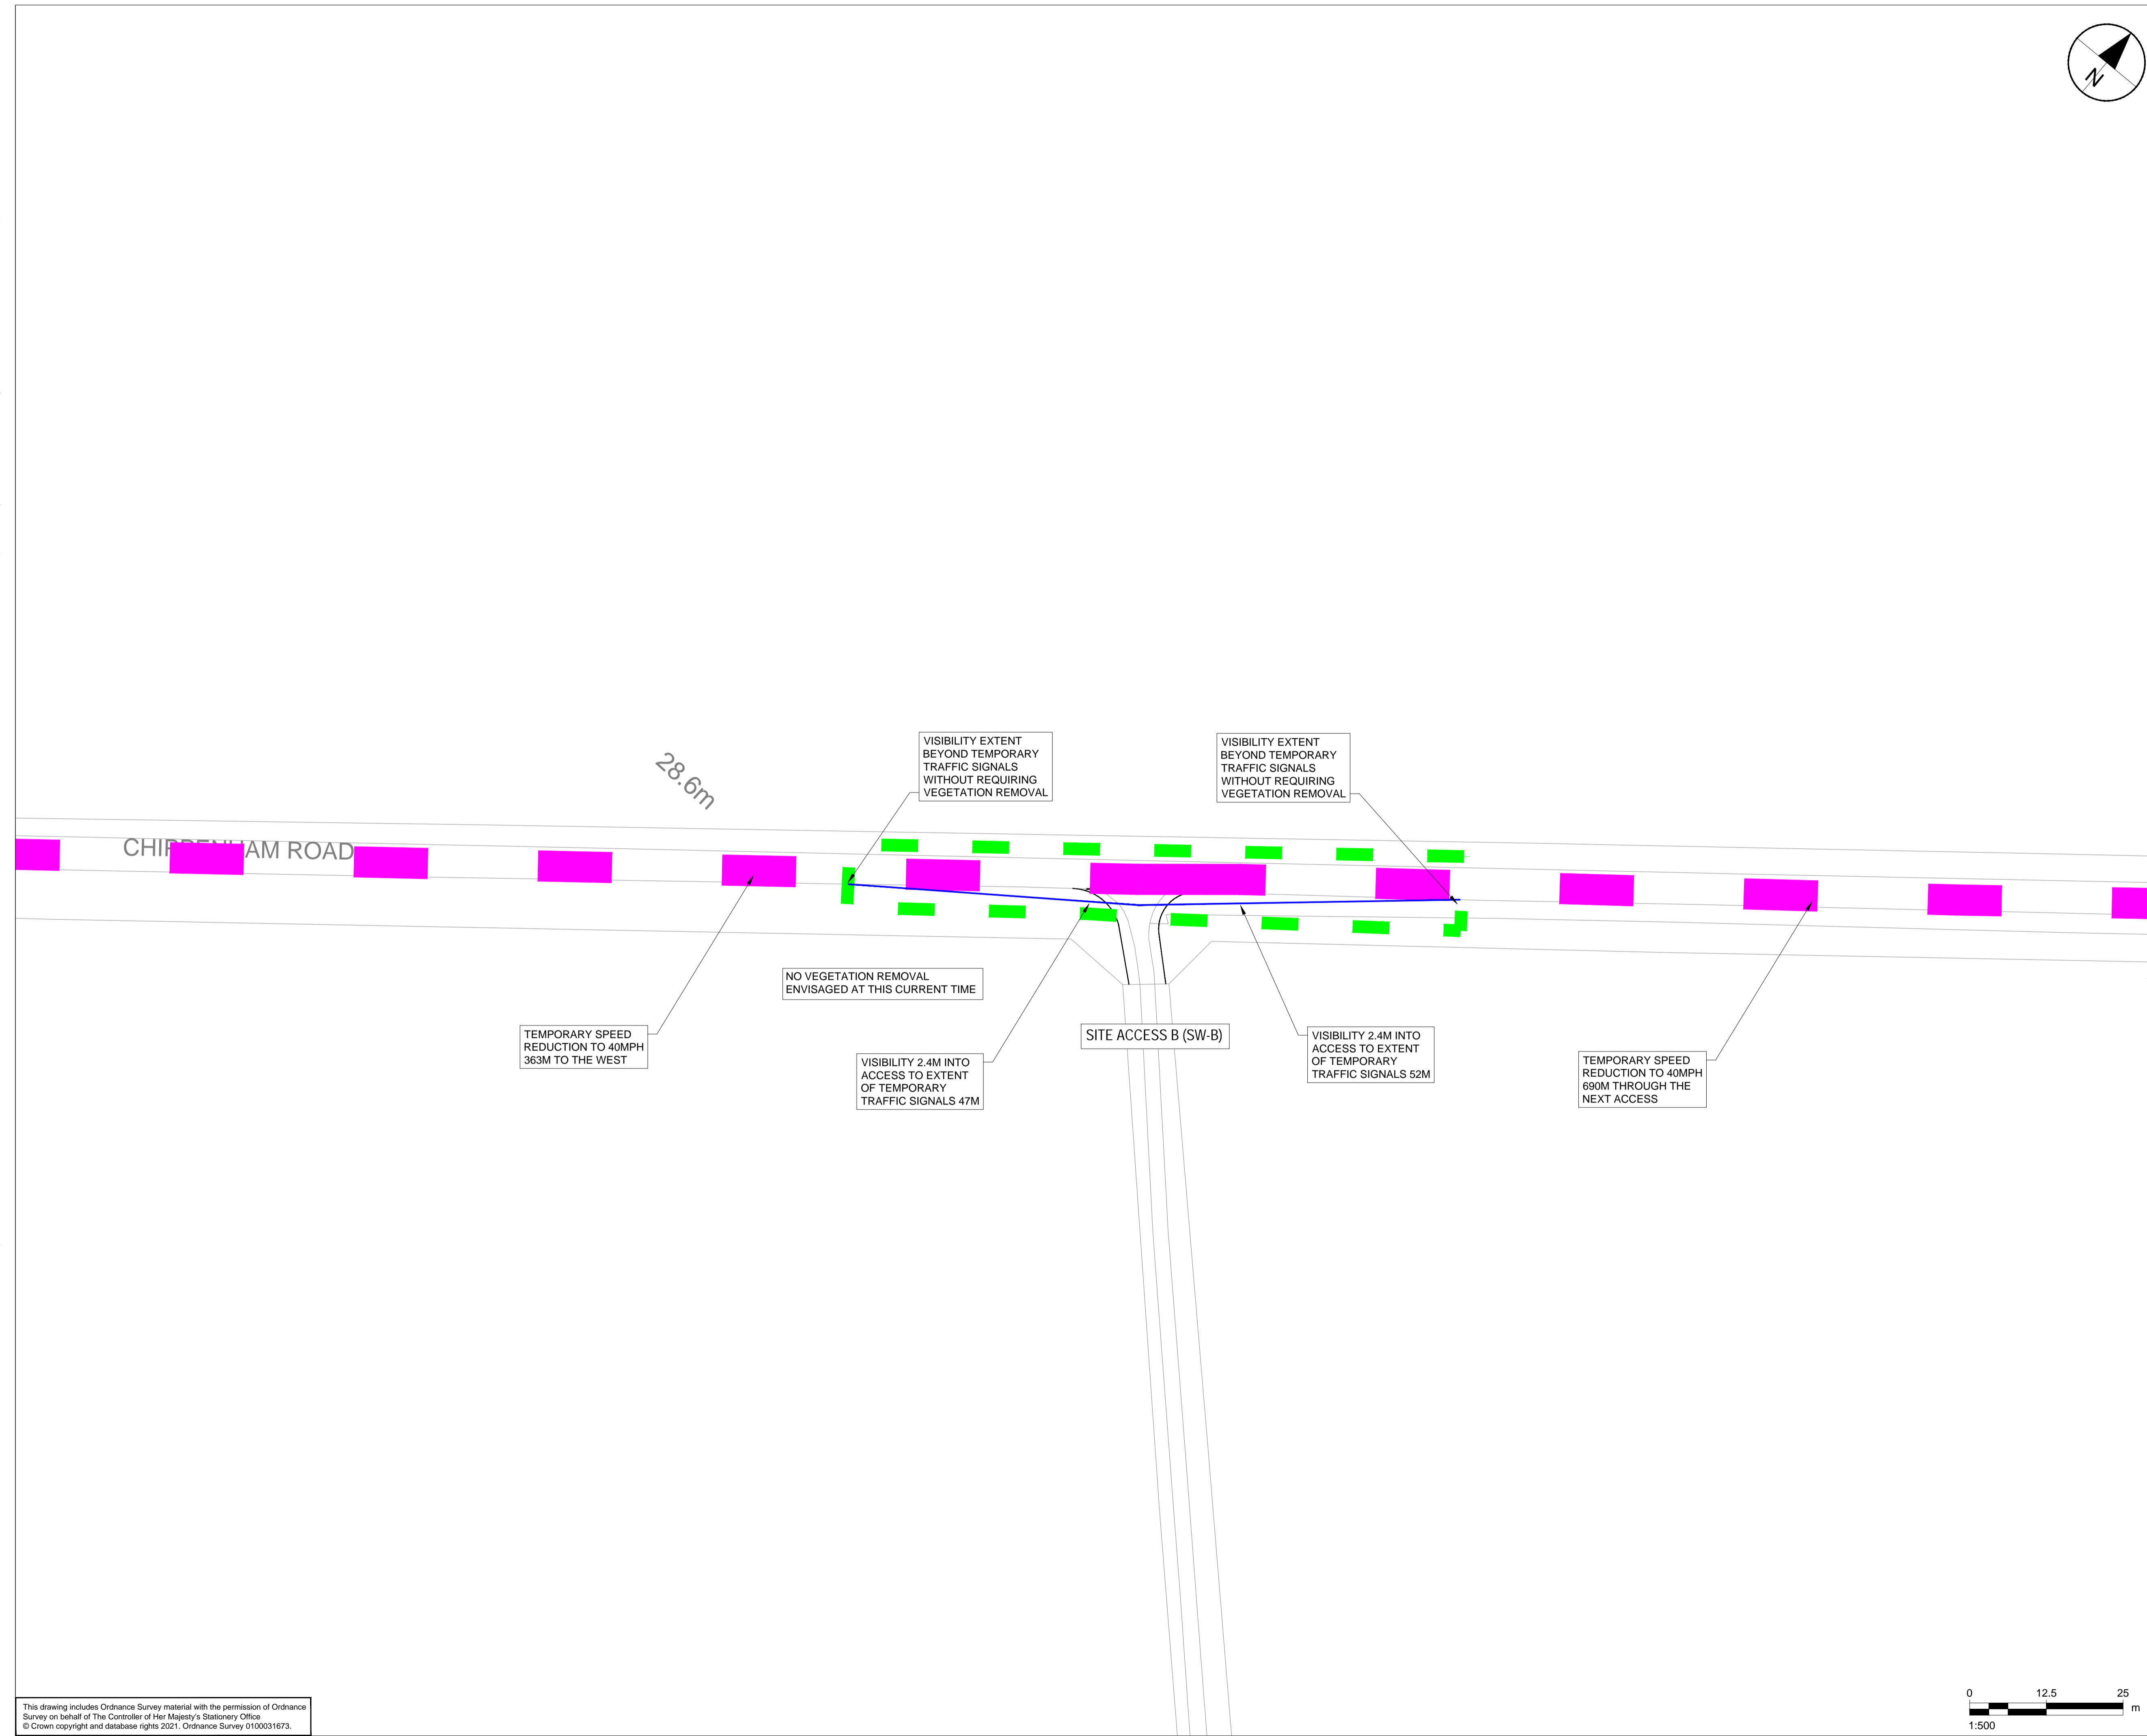 N
VISIBILITY EXTENT
BEYOND TEMPORARY
TRAFFIC SIGNALS
WITHOUT REQUIRING
VEGETATION REMOVAL
VISIBILITY EXTENT
BEYOND TEMPORARY
TRAFFIC SIGNALS
WITHOUT REQUIRING
VEGETATION REMOVAL
28.6m
CHIPPENHAM ROAD
NO VEGETATION REMOVAL
ENVISAGED AT THIS CURRENT TIME
TEMPORARY SPEED
REDUCTION TO 40MPH
363M TO THE WEST
VISIBILITY 2.4M INTO
ACCESS TO EXTENT
OF TEMPORARY
TRAFFIC SIGNALS 47M
SITE ACCESS B (SW-B)
VISIBILITY 2.4M INTO
ACCESS TO EXTENT
OF TEMPORARY
TRAFFIC SIGNALS 52M
TEMPORARY SPEED
REDUCTION TO 40MPH
690M THROUGH THE
NEXT ACCESS
This drawing includes Ordnance Survey material with the permission of Ordnance
Survey on behalf of The Controller of Her Majesty's Stationery Office
© Crown copyright and database rights 2021. Ordnance Survey 0100031673.
0 12.5 25
m
1:500